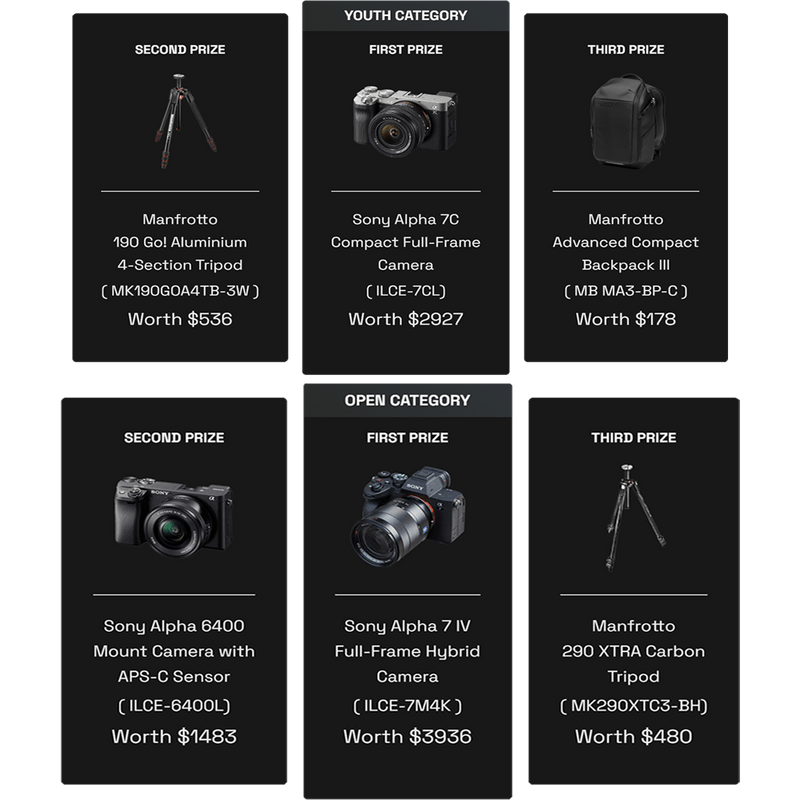 YOUTH CATEGORY
SECOND PRIZE
Manfrotto
190 Go! Aluminium
4-Section Tripod
( MK190GOA4TB-3W )
Worth $536
FIRST PRIZE
Sony Alpha 7C
Compact Full-Frame
Camera
( ILCE-7CL)
Worth $2927
THIRD PRIZE
Manfrotto
Advanced Compact
Backpack III
( MB MA3-BP-C )
Worth $178
OPEN CATEGORY
SECOND PRIZE
SONY
α
Sony Alpha 6400
Mount Camera with
APS-C Sensor
( ILCE-6400L)
Worth $1483
FIRST PRIZE
SONY
Sony Alpha 7 IV
Full-Frame Hybrid
Camera
( ILCE-7M4K )
Worth $3936
THIRD PRIZE
Manfrotto
290 XTRA Carbon
Tripod
( MK290XTC3-BH)
Worth $480